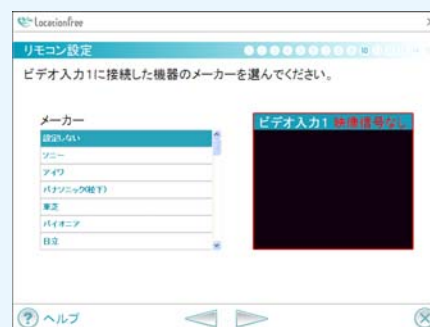 LocationFree
リモコン設定
10
ビデオ入力1に接続した機器のメーカーを選んでください。
メーカー
設定しない
ソニー
アイワ
パナソニック(松下)
東芝
パイオニア
日立
ビデオ入力1 映像信号なし
? ヘルプ